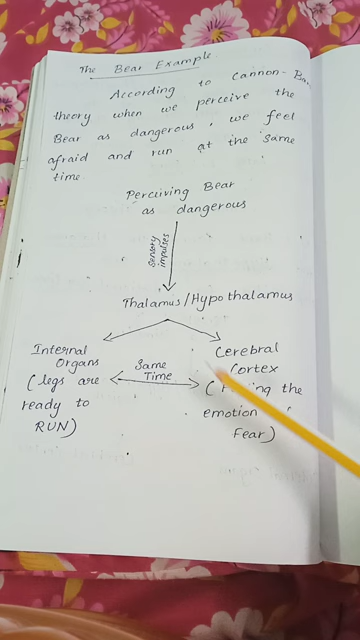 The Bear Example
According to Cannon-
theory when we perceive the
Bear as dangerous, we feel
afraid and run at the same
time
Perceiving Bear
as dangerous
Sensory
impulses
Thalamus/Hypothalamus
Internal
Organs
(legs are
ready to
RUN)
Same
Time
Cerebral
Cortex
( the
emotion
Fear)